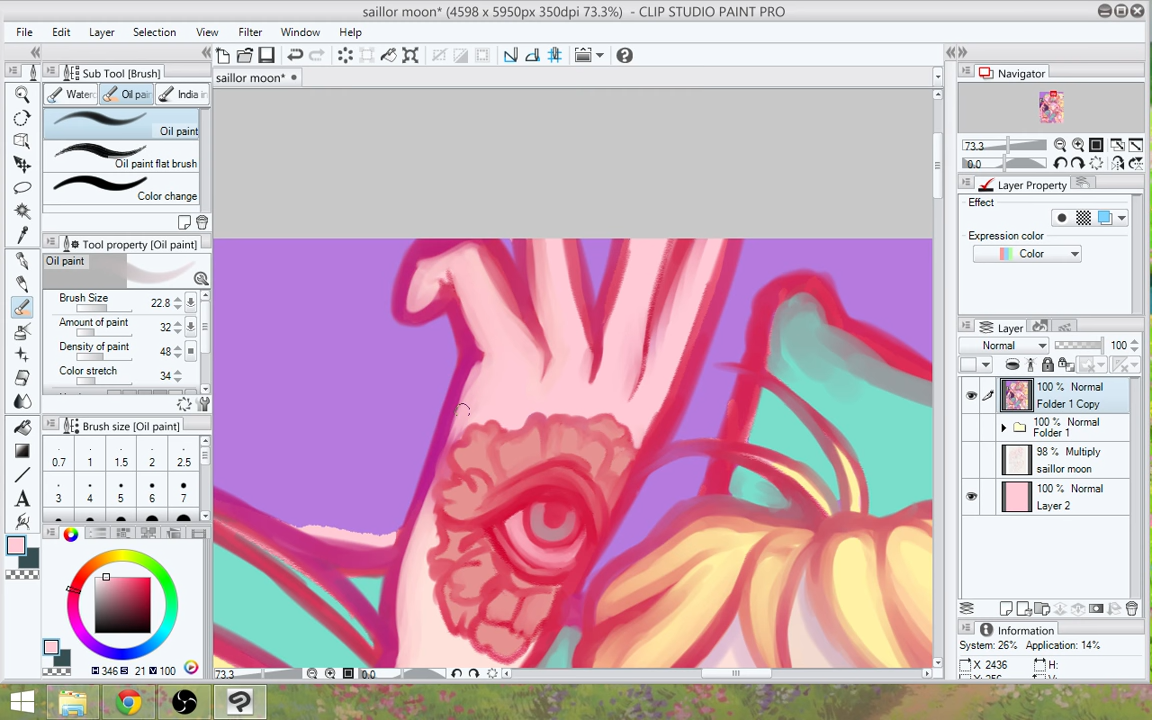 saillor moon* (4598 x 5950px 350dpi 73.3%) - CLIP STUDIO PAINT PRO
File Edit Layer Selection View Filter Window Help
Sub Tool [Brush]
saillor moon*
Navigator
Oil pain
India in
Oil paint
Oil paint flat brush
Color change
73.3
0.0
Layer Property
Effect
Expression color
Color
Tool property [Oil paint]
Oil paint
Brush Size 22.8
Amount of paint 32
Density of paint 48
Color stretch 34
Layer
Normal 100
100 % Normal
Folder 1 Copy
100 % Normal
Folder 1
98 % Multiply
saillor moon
100 % Normal
Layer 2
Brush size [Oil paint]
0.7 1 1.5 2 2.5
3 4 5 6 7
H 346 S 21 V 100
73.3 0.0
Information
System: 26% Application: 14%
X 2436 H: